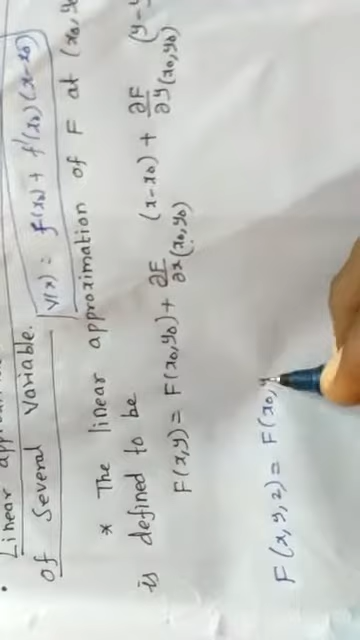 Linear
of Several Variable.
Y(x) = f(x₀) + f'(x₀) (x-x₀)
* The linear approximation of F at (x₀, y₀
is defined to be
F(x,y) = F(x₀,y₀) + ∂F/∂x (x₀,y₀) (x-x₀) + ∂F/∂y (x₀,y₀) (y-y
F(x, y, z) = F(x₀, y